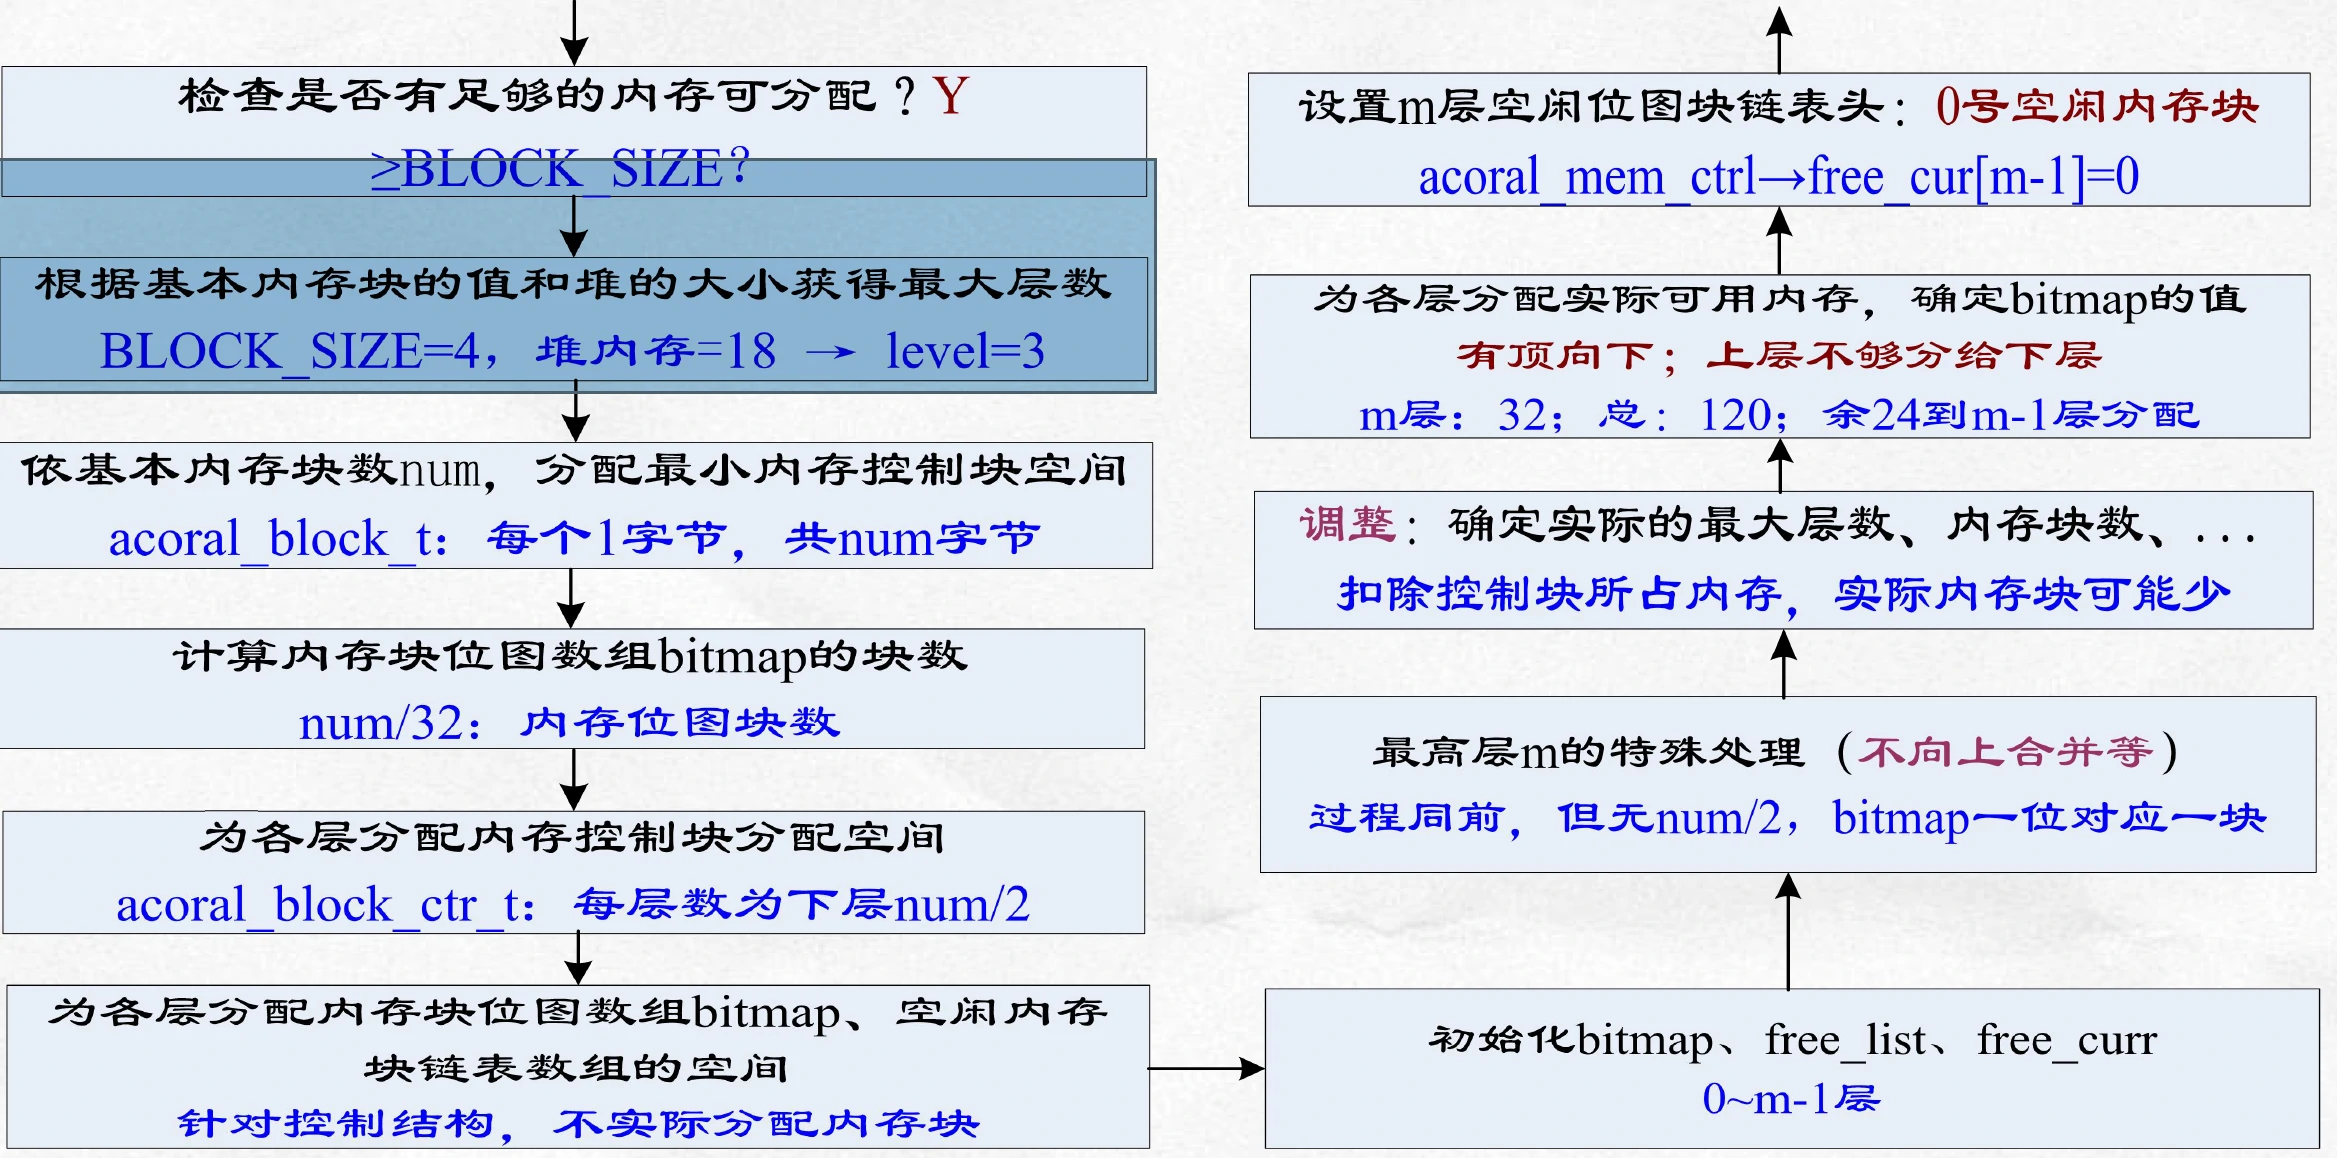 检查是否有足够的内存可分配？Y
≥BLOCK_SIZE?
根据基本内存块的值和堆的大小获得最大层数
BLOCK_SIZE=4，堆内存=18 → level=3
依基本内存块数num，分配最小内存控制块空间
acoral_block_t：每个1字节，共num字节
计算内存块位图数组bitmap的块数
num/32：内存位图块数
为各层分配内存控制块分配空间
acoral_block_ctr_t：每层数为下层num/2
为各层分配内存块位图数组bitmap、空闲内存
块链表数组的空间
针对控制结构，不实际分配内存块
初始化bitmap、free_list、free_curr
0~m-1层
最高层m的特殊处理（不向上合并等）
过程同前，但无num/2，bitmap一位对应一块
调整：确定实际的最大层数、内存块数、...
扣除控制块所占内存，实际内存块可能少
为各层分配实际可用内存，确定bitmap的值
有顶向下；上层不够分给下层
m层：32；总：120；余24到m-1层分配
设置m层空闲位图块链表头：0号空闲内存块
acoral_mem_ctrl→free_cur[m-1]=0